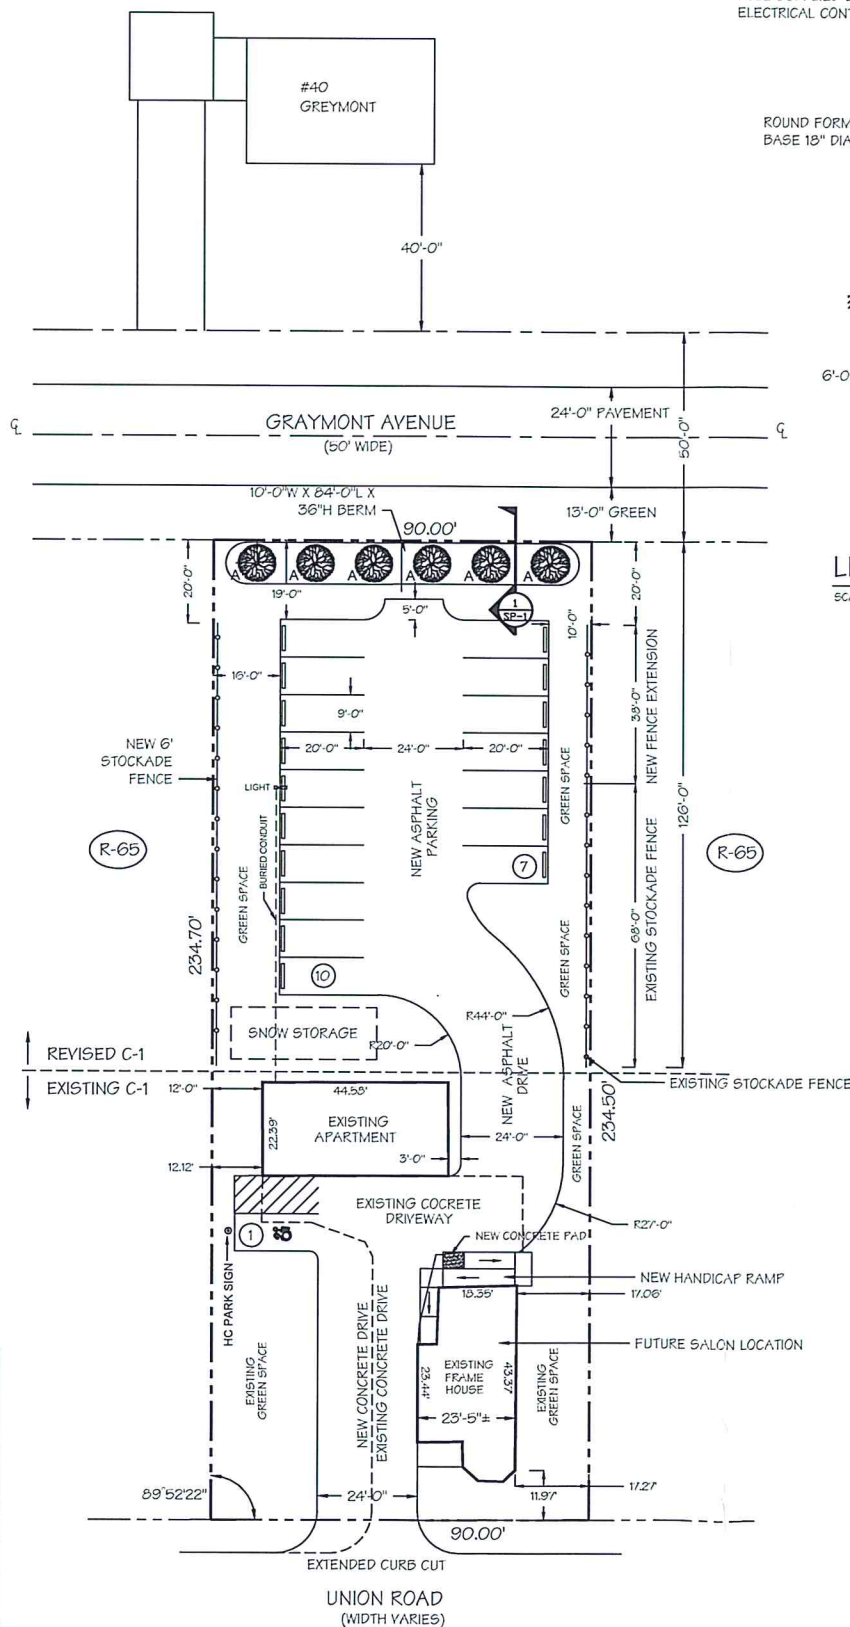 ELECTRICAL CONT
#40
GREYMONT
ROUND FORM
BASE 18" DIA
40'-0"
6'-0
GRAYMONT AVENUE
(50' WIDE)
24'-0" PAVEMENT
50'-0"
10'-0"W X 84'-0"L X
36"H BERM
90.00'
13'-0" GREEN
A
A
A
A
A
A
20'-0"
19'-0"
5'-0"
1
SP-1
10'-0"
20'-0"
16'-0"
9'-0"
38'-0"
NEW FENCE EXTENSION
NEW 6'
STOCKADE
FENCE
20'-0"
24'-0"
20'-0"
GREEN SPACE
LIGHT
NEW ASPHALT
PARKING
126'-0"
R-65
R-65
BURIED CONDUIT
7
GREEN SPACE
68'-0"
EXISTING STOCKADE FENCE
234.70'
GREEN SPACE
10
R44'-0"
SNOW STORAGE
R20'-0"
NEW ASPHALT
DRIVE
REVISED C-1
EXISTING C-1
EXISTING STOCKADE FENCE
234.50'
12'-0"
44.58'
EXISTING
APARTMENT
22.39'
3'-0"
24'-0"
GREEN SPACE
12.12'
EXISTING COCRETE
DRIVEWAY
R27'-0"
1
NEW CONCRETE PAD
HC PARK SIGN
NEW HANDICAP RAMP
18.35'
17.06'
FUTURE SALON LOCATION
EXISTING
GREEN SPACE
NEW CONCRETE DRIVE
EXISTING CONCRETE DRIVE
EXISTING
FRAME
HOUSE
23.44'
43.37'
23'-5"±
EXISTING
GREEN SPACE
89°52'22"
24'-0"
11.97'
17.27'
90.00'
EXTENDED CURB CUT
UNION ROAD
(WIDTH VARIES)